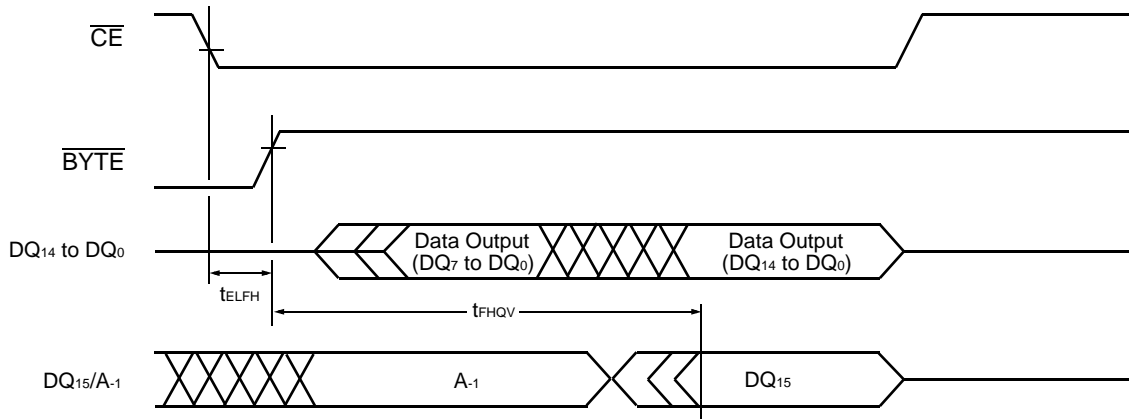 CE
BYTE
DQ14 to DQ0
Data Output
(DQ7 to DQ0)
Data Output
(DQ14 to DQ0)
tELFH
tFHQV
DQ15/A-1
A-1
DQ15